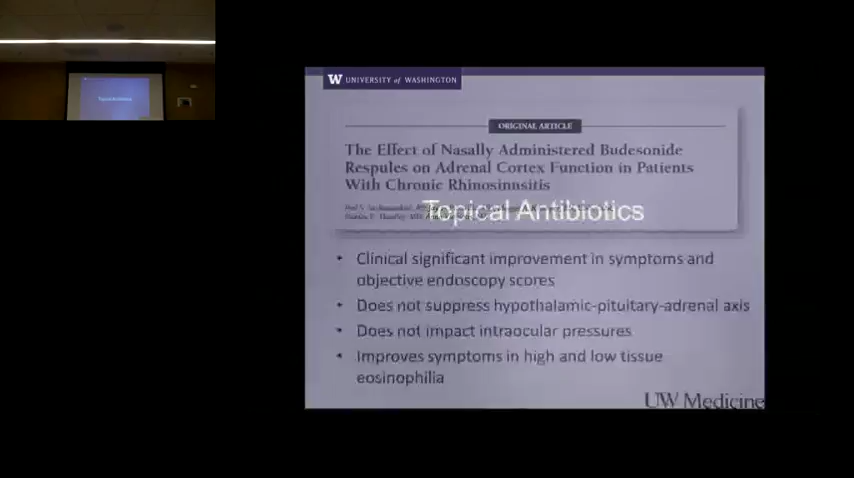 W UNIVERSITY of WASHINGTON
ORIGINAL ARTICLE
The Effect of Nasally Administered Budesonide
Respules on Adrenal Cortex Function in Patients
With Chronic Rhinosinusitis
Topical Antibiotics
• Clinical significant improvement in symptoms and
objective endoscopy scores
• Does not suppress hypothalamic-pituitary-adrenal axis
• Does not impact intraocular pressures
• Improves symptoms in high and low tissue
eosinophilia
UW Medicine